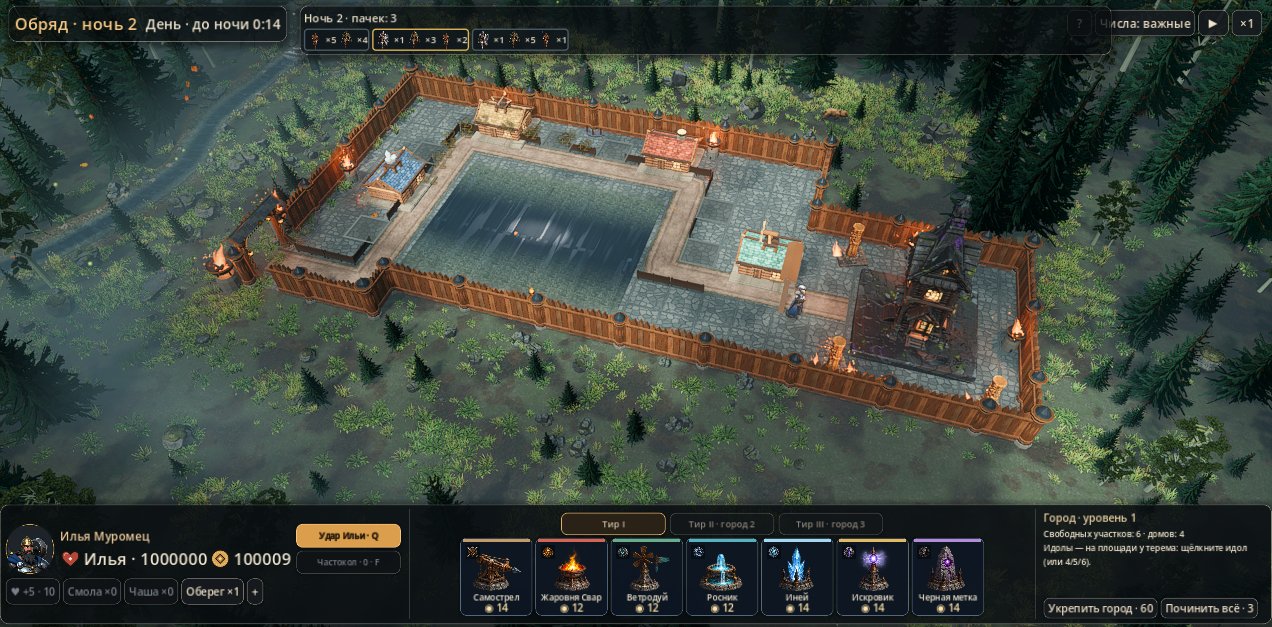 Обряд · ночь 2 День · до ночи 0:14
Ночь 2 · пачек: 3
×5 ×4 ×1 ×3 ×2 ×1 ×5 ×1
? Числа: важные ▶ ×1
Илья Муромец
Илья · 1000000 100009
♥ +5 · 10 Смола ×0 Чаша ×0 Оберег ×1 +
Удар Ильи · Q
Частокол · 0 · F
Тир I Тир II · город 2 Тир III · город 3
Самострел Жаровня Свар Ветродуй Росник Иней Искровик Черная метка
14 12 12 12 14 14 14
Город · уровень 1
Свободных участков: 6 · домов: 4
Идолы — на площади у терема: щёлкните идол
(или 4/5/6).
Укрепить город · 60 Починить всё · 3